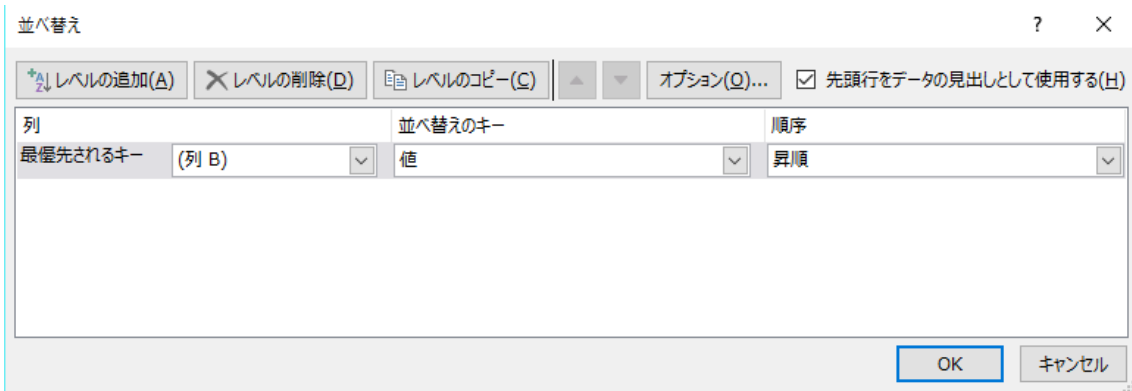 並べ替え
レベルの追加(A) レベルの削除(D) レベルのコピー(C) オプション(O)... 先頭行をデータの見出しとして使用する(H)
列 並べ替えのキー 順序
最優先されるキー (列 B) 値 昇順
OK キャンセル